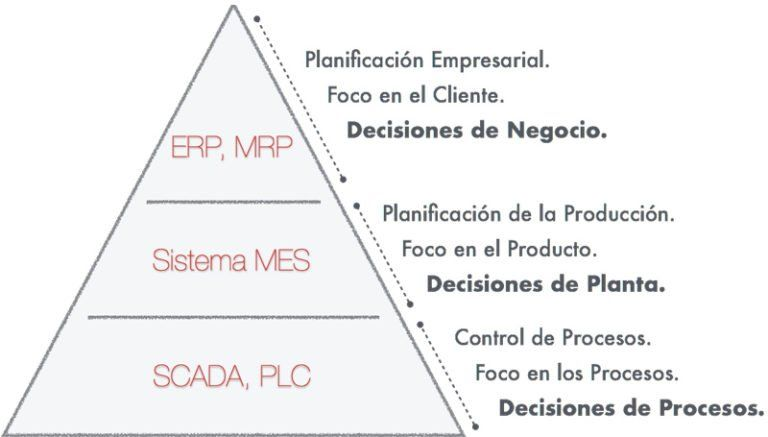 Planificación Empresarial.
Foco en el Cliente.
Decisiones de Negocio.
ERP, MRP
Planificación de la Producción.
Foco en el Producto.
Decisiones de Planta.
Sistema MES
Control de Procesos.
Foco en los Procesos.
Decisiones de Procesos.
SCADA, PLC